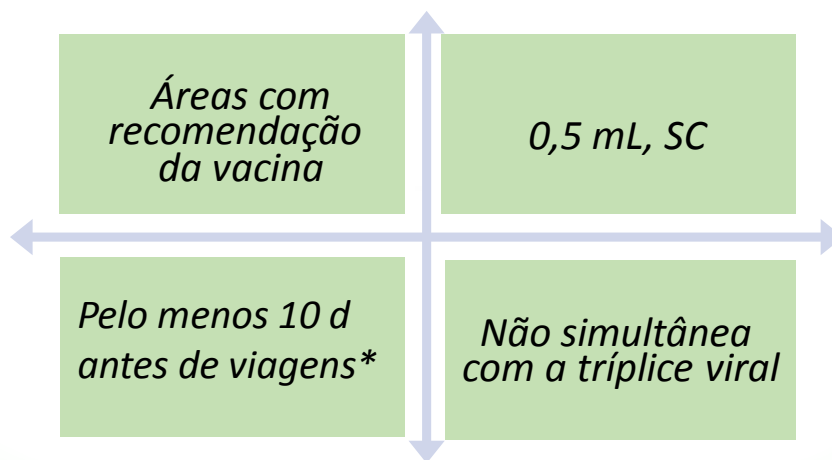 Áreas com
recomendação
da vacina
0,5 mL, SC
Pelo menos 10 d
antes de viagens*
Não simultânea
com a tríplice viral